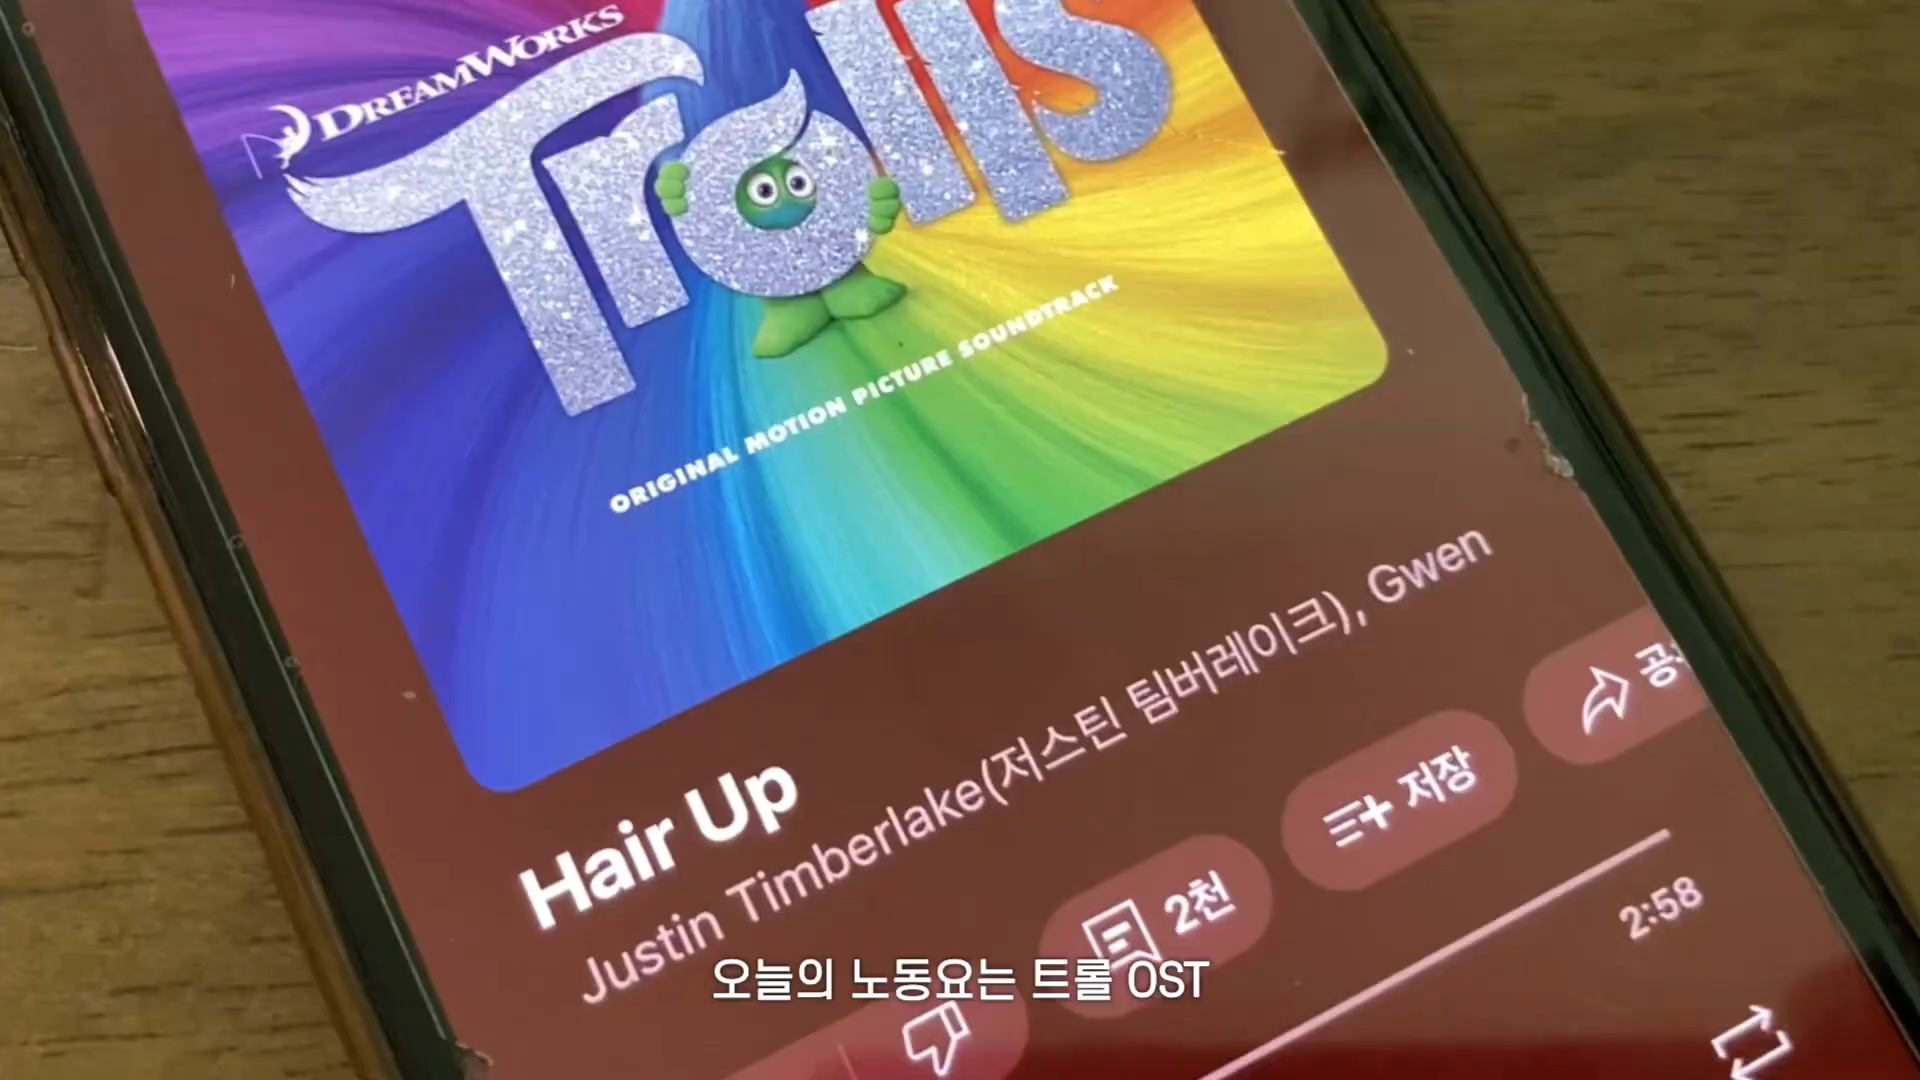 DREAMWORKS
Trolls
ORIGINAL MOTION PICTURE SOUNDTRACK
Hair Up
Justin Timberlake(저스틴 팀버레이크), Gwen
2천
저장
2:58
오늘의 노동요는 트롤 OST